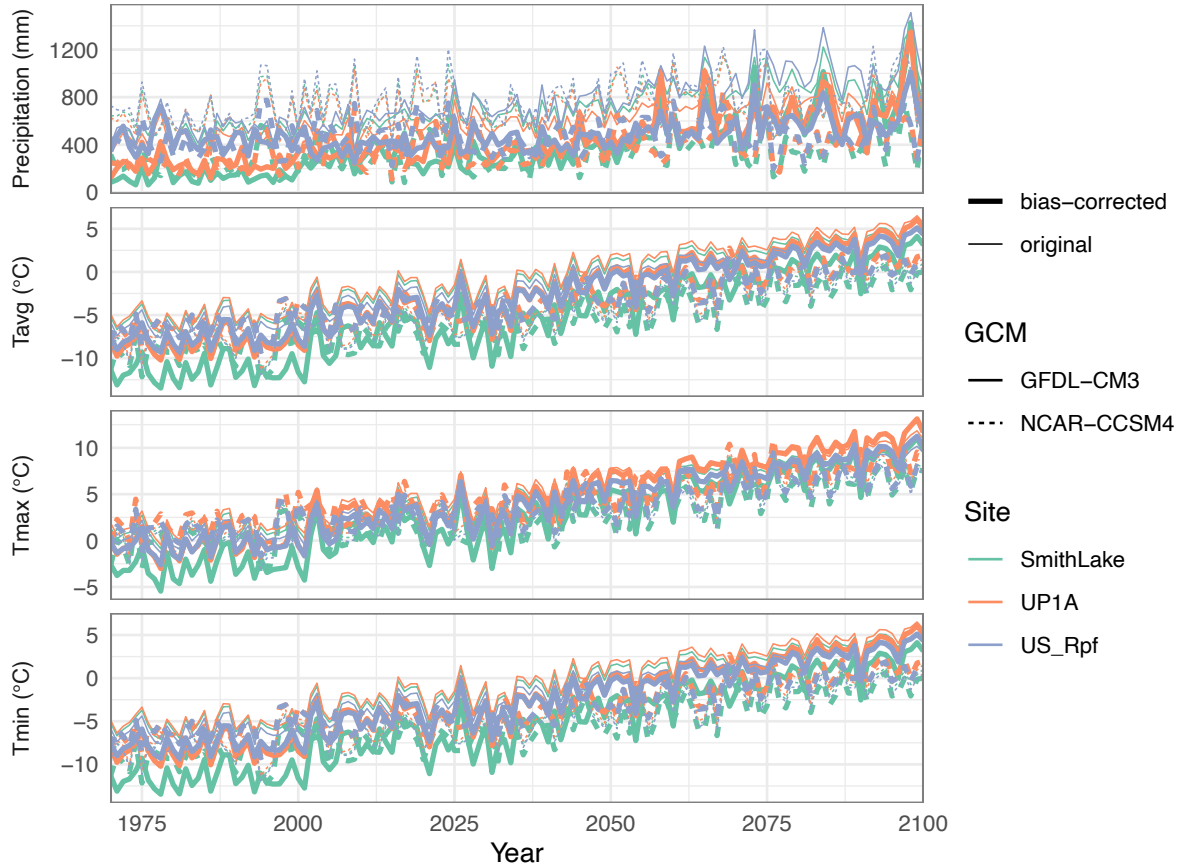 Precipitation (mm)
1200
800
400
0
Tavg (°C)
5
0
−5
−10
Tmax (°C)
10
5
0
−5
Tmin (°C)
5
0
−5
−10
1975
2000
2025
2050
2075
2100
Year
bias−corrected
original
GCM
GFDL−CM3
NCAR−CCSM4
Site
SmithLake
UP1A
US_Rpf